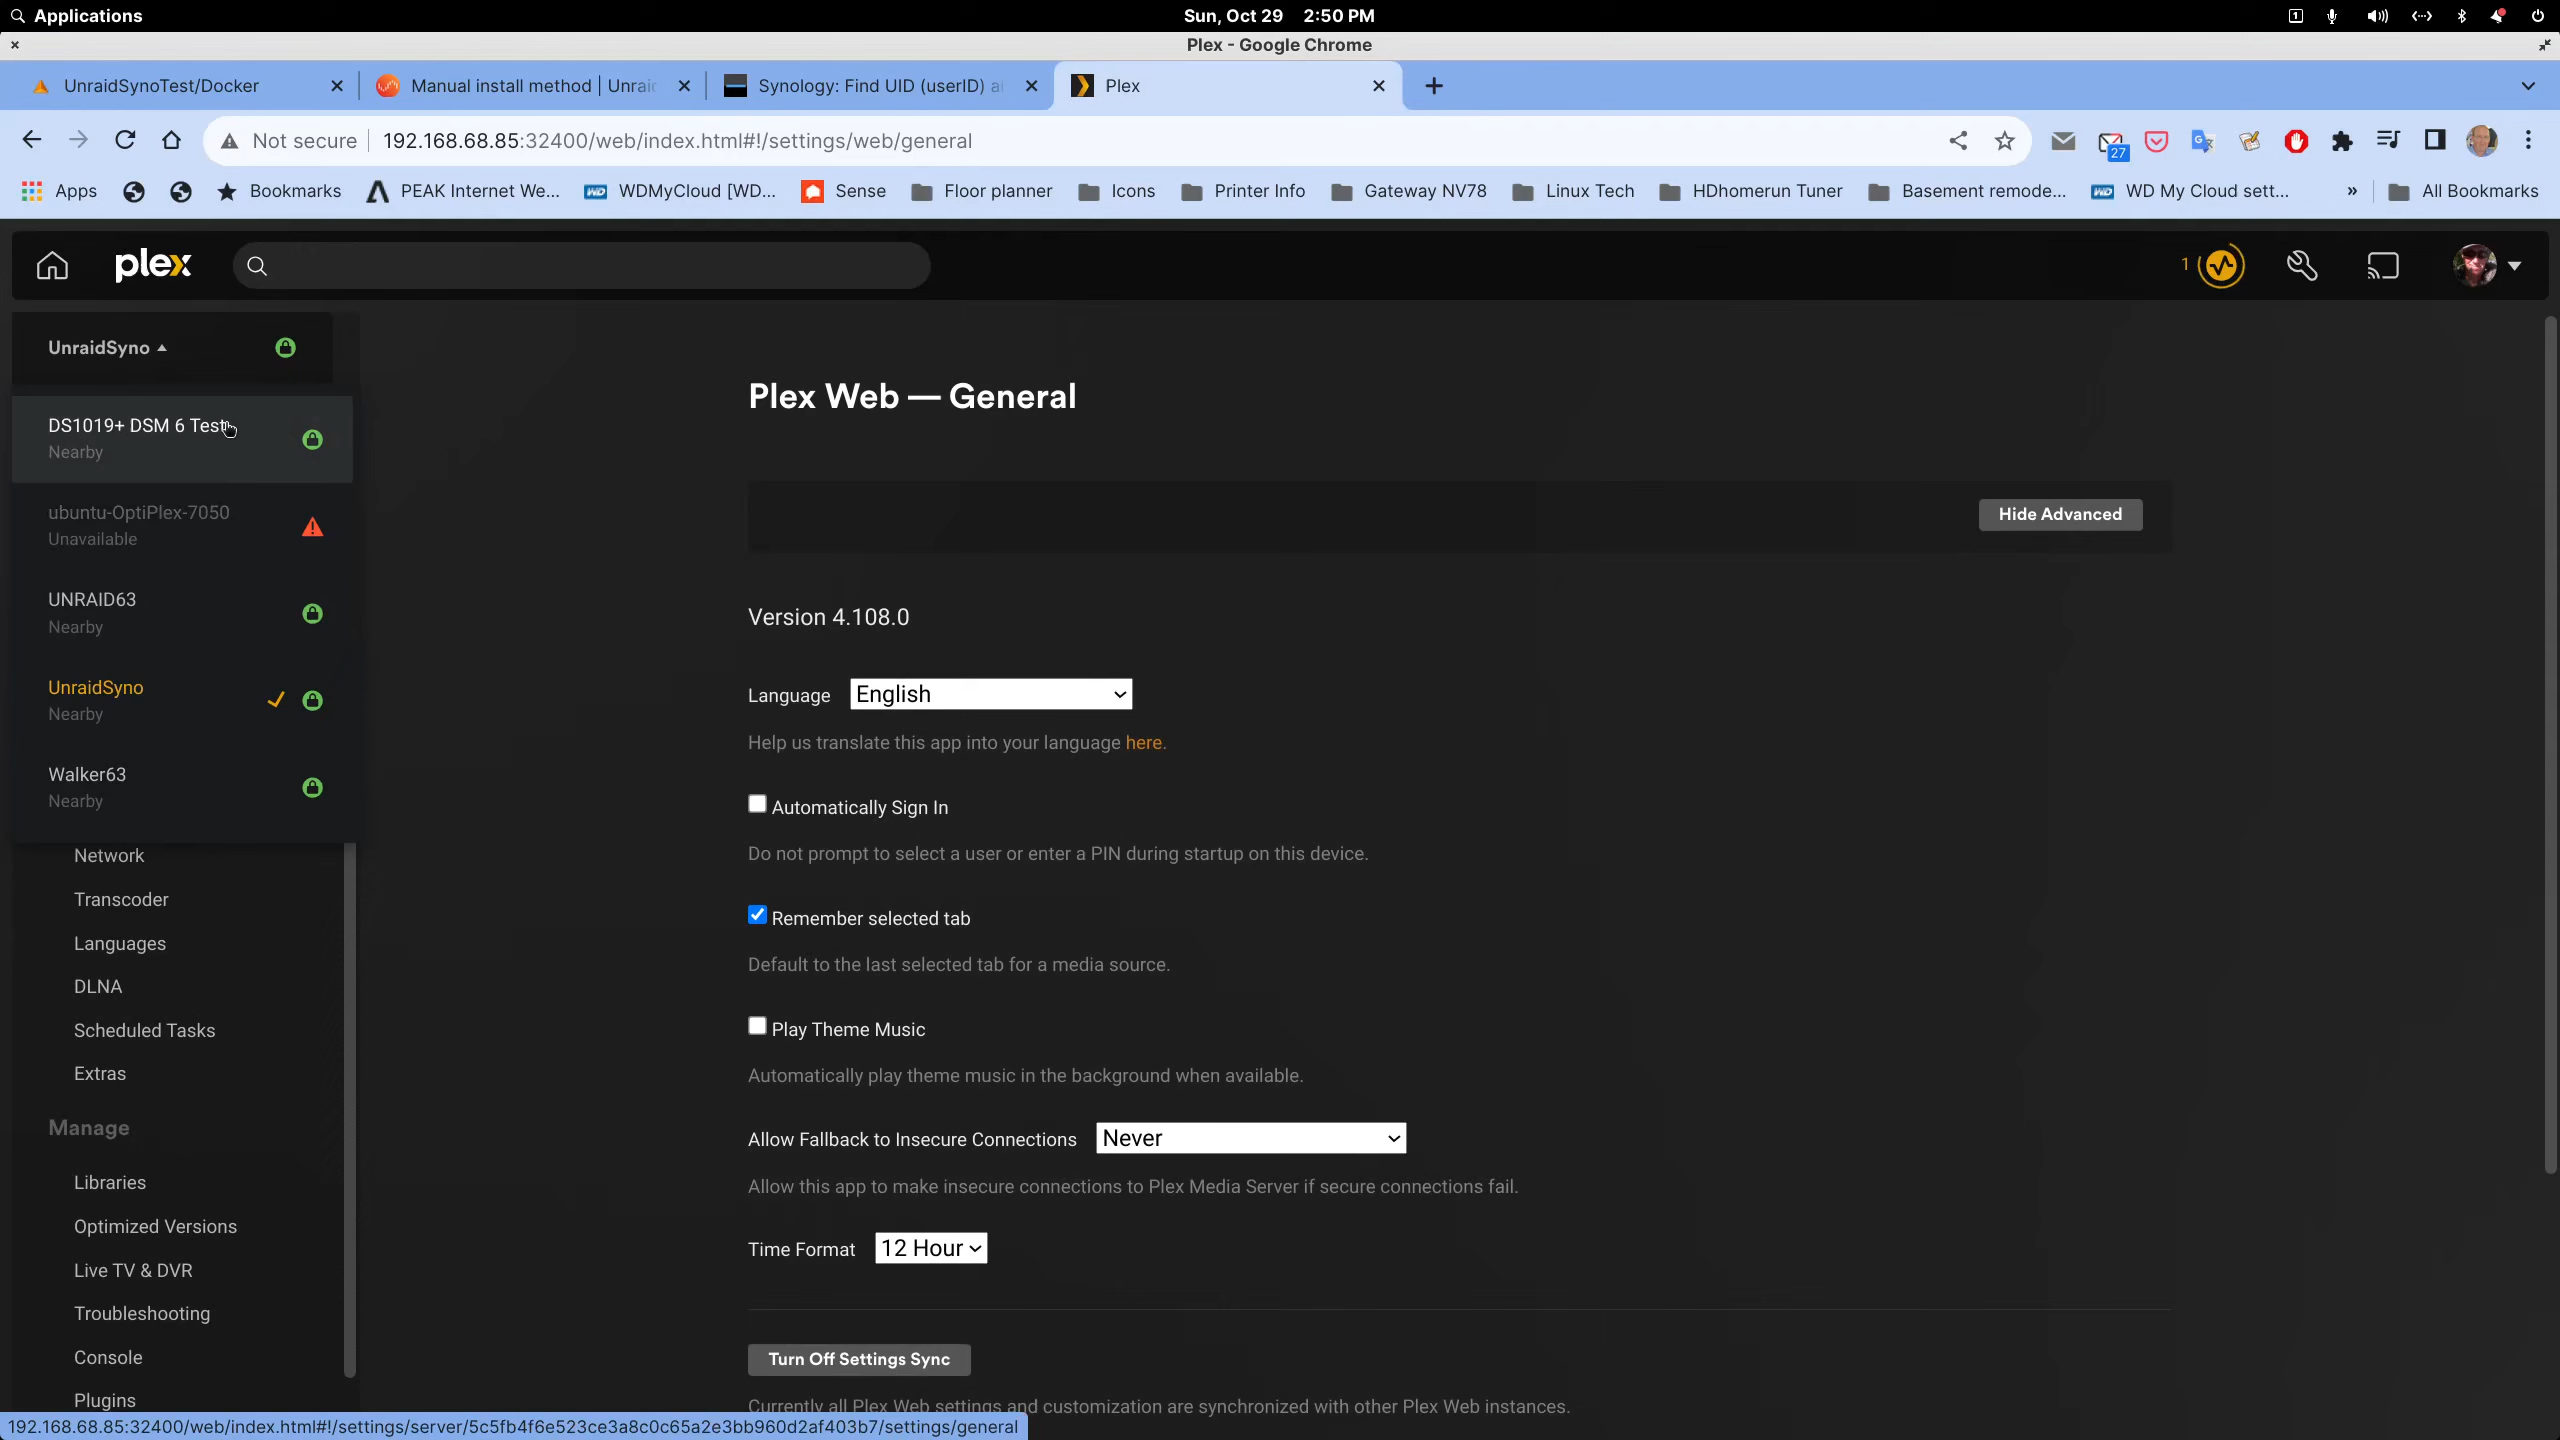 Applications
Sun, Oct 29 2:50 PM
1
Plex - Google Chrome
UnraidSynoTest/Docker
Manual install method | Unraid
Synology: Find UID (userID) a
Plex
Not secure
192.168.68.85:32400/web/index.html#!/settings/web/general
27
Apps
Bookmarks
PEAK Internet We...
WDMyCloud [WD...
Sense
Floor planner
Icons
Printer Info
Gateway NV78
Linux Tech
HDhomerun Tuner
Basement remode...
WD My Cloud sett...
»
All Bookmarks
plex
1
UnraidSyno
DS1019+ DSM 6 Test
Nearby
ubuntu-OptiPlex-7050
Unavailable
UNRAID63
Nearby
UnraidSyno
Nearby
Walker63
Nearby
Network
Transcoder
Languages
DLNA
Scheduled Tasks
Extras
Manage
Libraries
Optimized Versions
Live TV & DVR
Troubleshooting
Console
Plugins
Plex Web — General
Hide Advanced
Version 4.108.0
Language English
Help us translate this app into your language here.
Automatically Sign In
Do not prompt to select a user or enter a PIN during startup on this device.
Remember selected tab
Default to the last selected tab for a media source.
Play Theme Music
Automatically play theme music in the background when available.
Allow Fallback to Insecure Connections Never
Allow this app to make insecure connections to Plex Media Server if secure connections fail.
Time Format 12 Hour
Turn Off Settings Sync
Currently all Plex Web settings and customization are synchronized with other Plex Web instances.
192.168.68.85:32400/web/index.html#!/settings/server/5c5fb4f6e523ce3a8c0c65a2e3bb960d2af403b7/settings/general